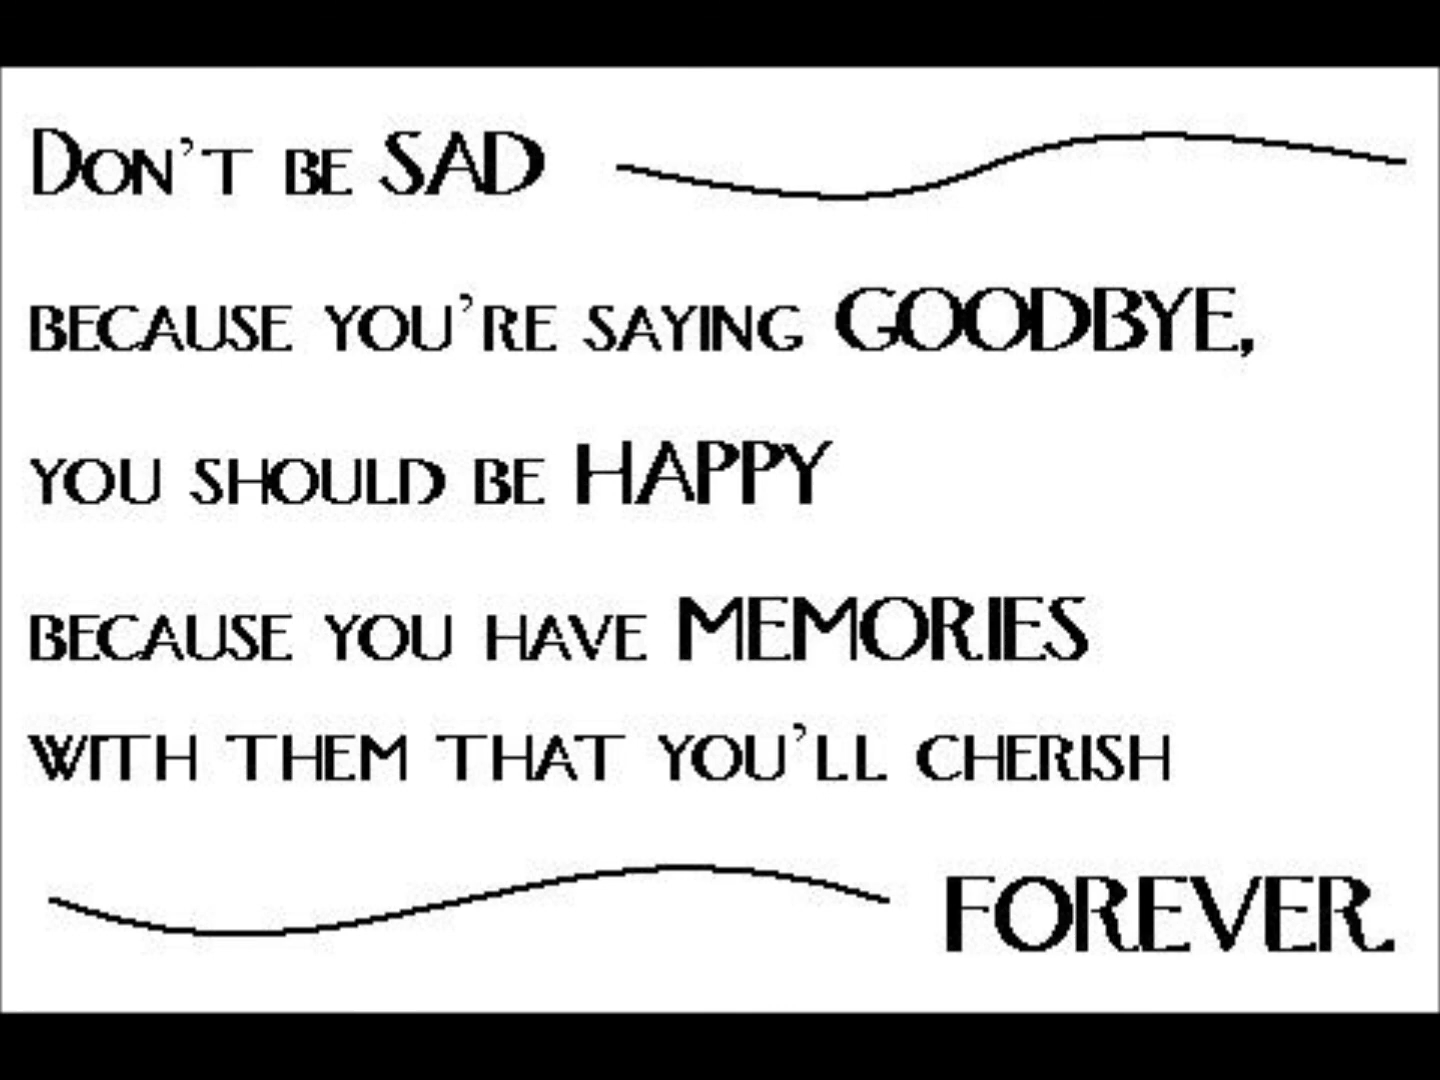 Don't be SAD
because you're saying GOODBYE,
you should be HAPPY
because you have MEMORIES
with them that you'll cherish
FOREVER.